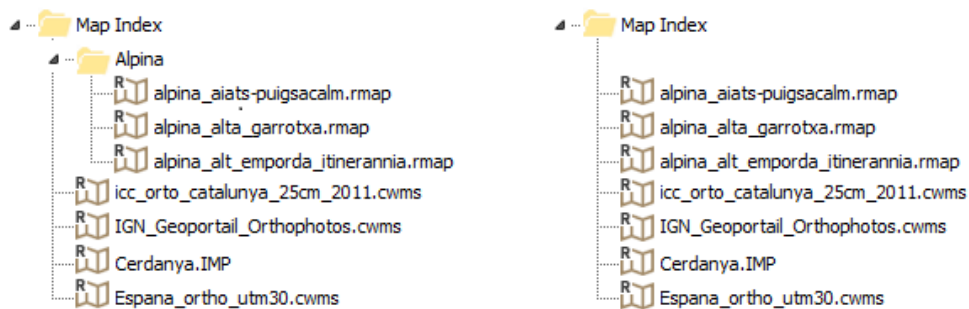 Map Index
Alpina
R alpina_aiats-puigsacalm.rmap
R alpina_alta_garrotxa.rmap
R alpina_alt_emporda_itinerannia.rmap
R icc_orto_catalunya_25cm_2011.cwms
R IGN_Geoportail_Orthophotos.cwms
R Cerdanya.IMP
R Espana_ortho_utm30.cwms
Map Index
R alpina_aiats-puigsacalm.rmap
R alpina_alta_garrotxa.rmap
R alpina_alt_emporda_itinerannia.rmap
R icc_orto_catalunya_25cm_2011.cwms
R IGN_Geoportail_Orthophotos.cwms
R Cerdanya.IMP
R Espana_ortho_utm30.cwms